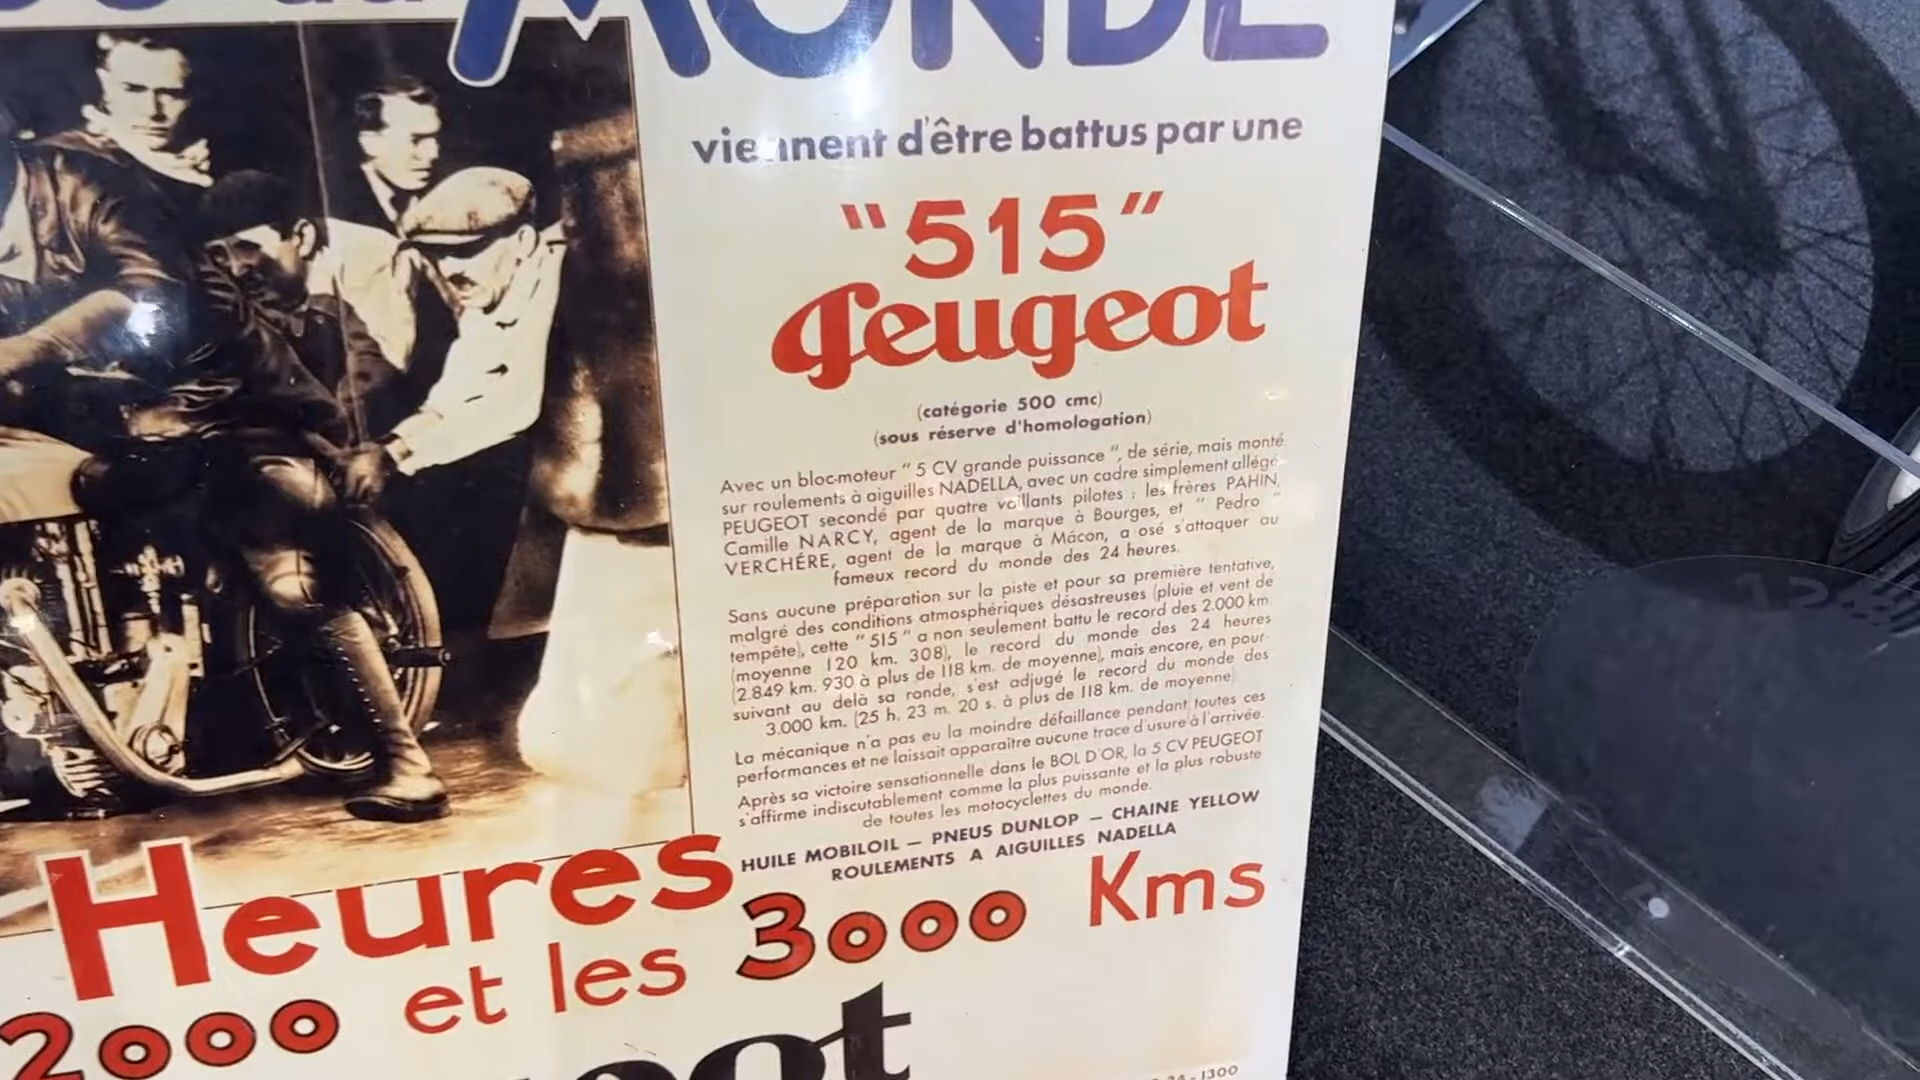 MONDE
viennent d'être battus par une
"515"
Peugeot
(catégorie 500 cmc)
(sous réserve d'homologation)
Avec un bloc-moteur "5 CV grande puissance", de série, mais monté
sur roulements à aiguilles NADELLA, avec un cadre simplement allégé,
PEUGEOT secondé par quatre vaillants pilotes : les frères PAHIN,
Camille NARCY, agent de la marque à Bourges, et "Pedro"
VERCHÉRE, agent de la marque à Mâcon, a osé s'attaquer au
fameux record du monde des 24 heures.
Sans aucune préparation sur la piste et pour sa première tentative,
malgré des conditions atmosphériques désastreuses (pluie et vent de
tempête), cette "515" a non seulement battu le record des 2.000 km.
(moyenne 120 km. 308), le record du monde des 24 heures
(2.849 km. 930 à plus de 118 km. de moyenne), mais encore, en pour-
suivant au delà sa ronde, s'est adjugé le record du monde des
3.000 km. (25 h. 23 m. 20 s. à plus de 118 km. de moyenne)
La mécanique n'a pas eu la moindre défaillance pendant toutes ces
performances et ne laissait apparaître aucune trace d'usure à l'arrivée.
Après sa victoire sensationnelle dans le BOL D'OR, la 5 CV PEUGEOT
s'affirme indiscutablement comme la plus puissante et la plus robuste
de toutes les motocyclettes du monde.
HUILE MOBILOIL — PNEUS DUNLOP — CHAINE YELLOW
ROULEMENTS A AIGUILLES NADELLA
Heures
2000 et les 3000 Kms